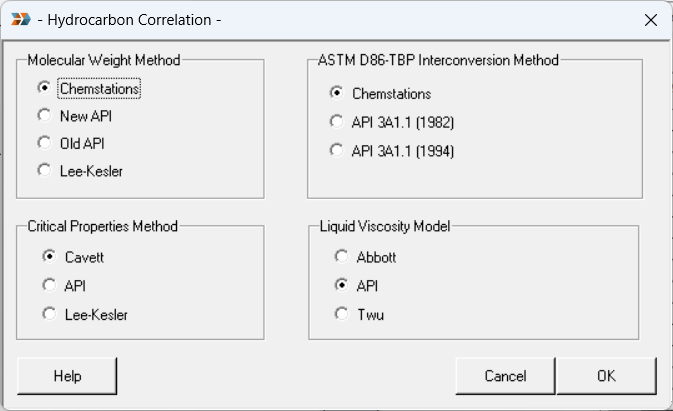 - Hydrocarbon Correlation -
Molecular Weight Method
Chemstations
New API
Old API
Lee-Kesler
ASTM D86-TBP Interconversion Method
Chemstations
API 3A1.1 (1982)
API 3A1.1 (1994)
Critical Properties Method
Cavett
API
Lee-Kesler
Liquid Viscosity Model
Abbott
API
Twu
Help
Cancel
OK